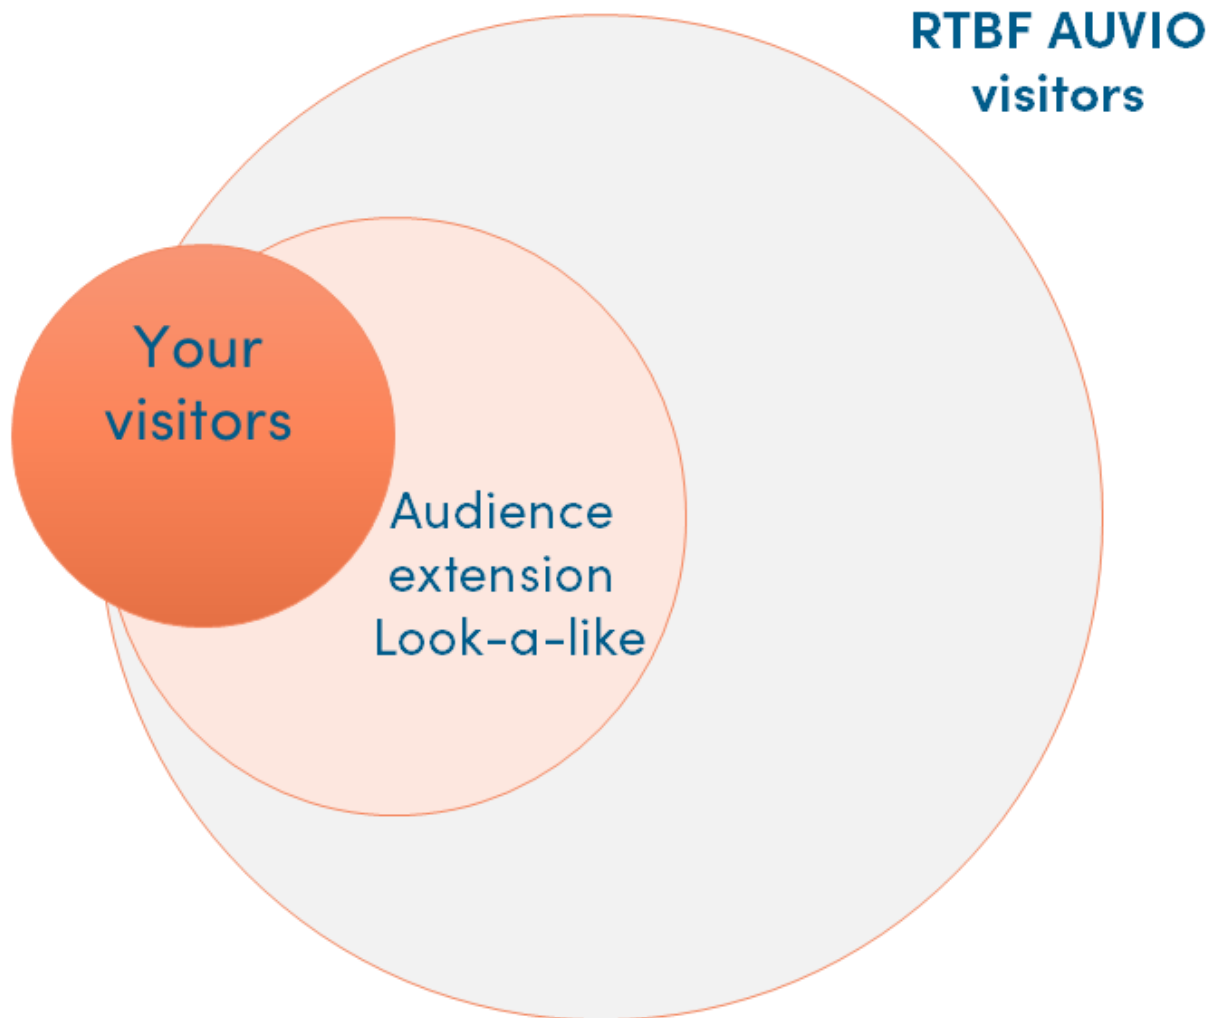 RTBF AUVIO
visitors
Your
visitors
Audience
extension
Look-a-like